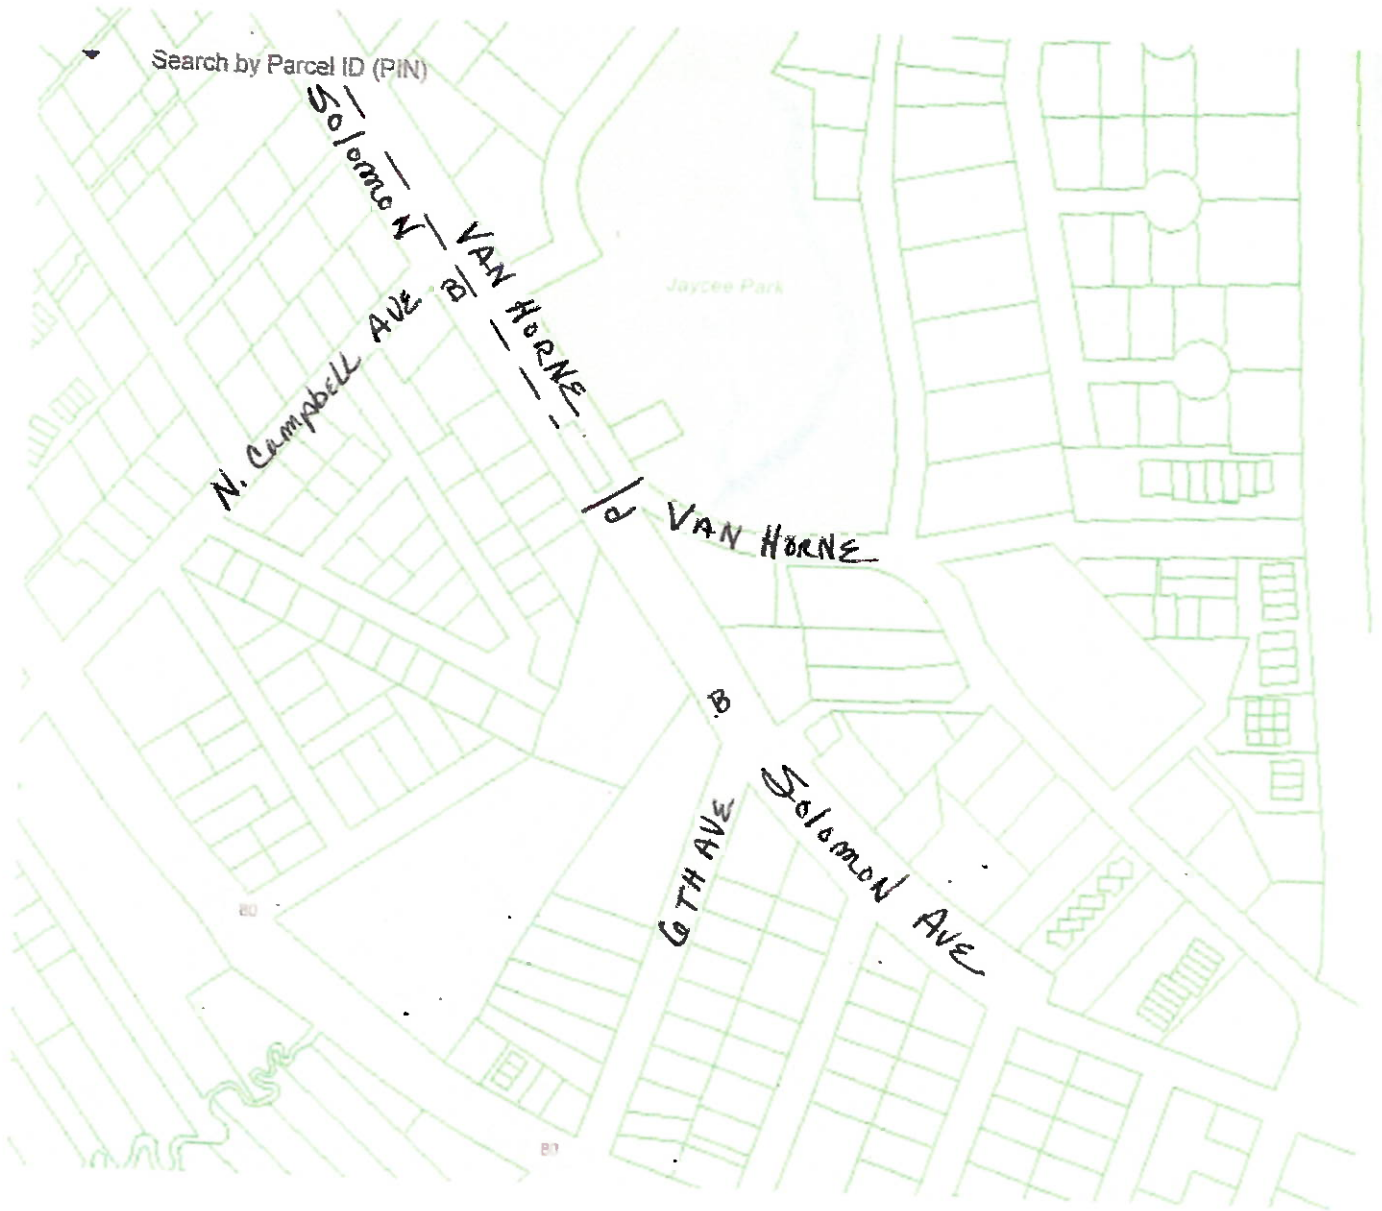 Search by Parcel ID (PIN)
Solomon
VAN HORNE
B
N. Campbell AVE
Jaycee Park
VAN HORNE
B
Solomon AVE
6TH AVE
80
80